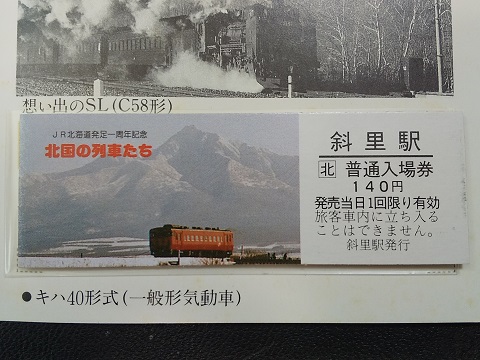 想い出のSL(C58形)
JR北海道発足一周年記念
北国の列車たち
斜里駅
北 普通入場券
140円
発売当日1回限り有効
旅客車内に立ち入る
ことはできません。
斜里駅発行
●キハ40形式(一般形気動車)